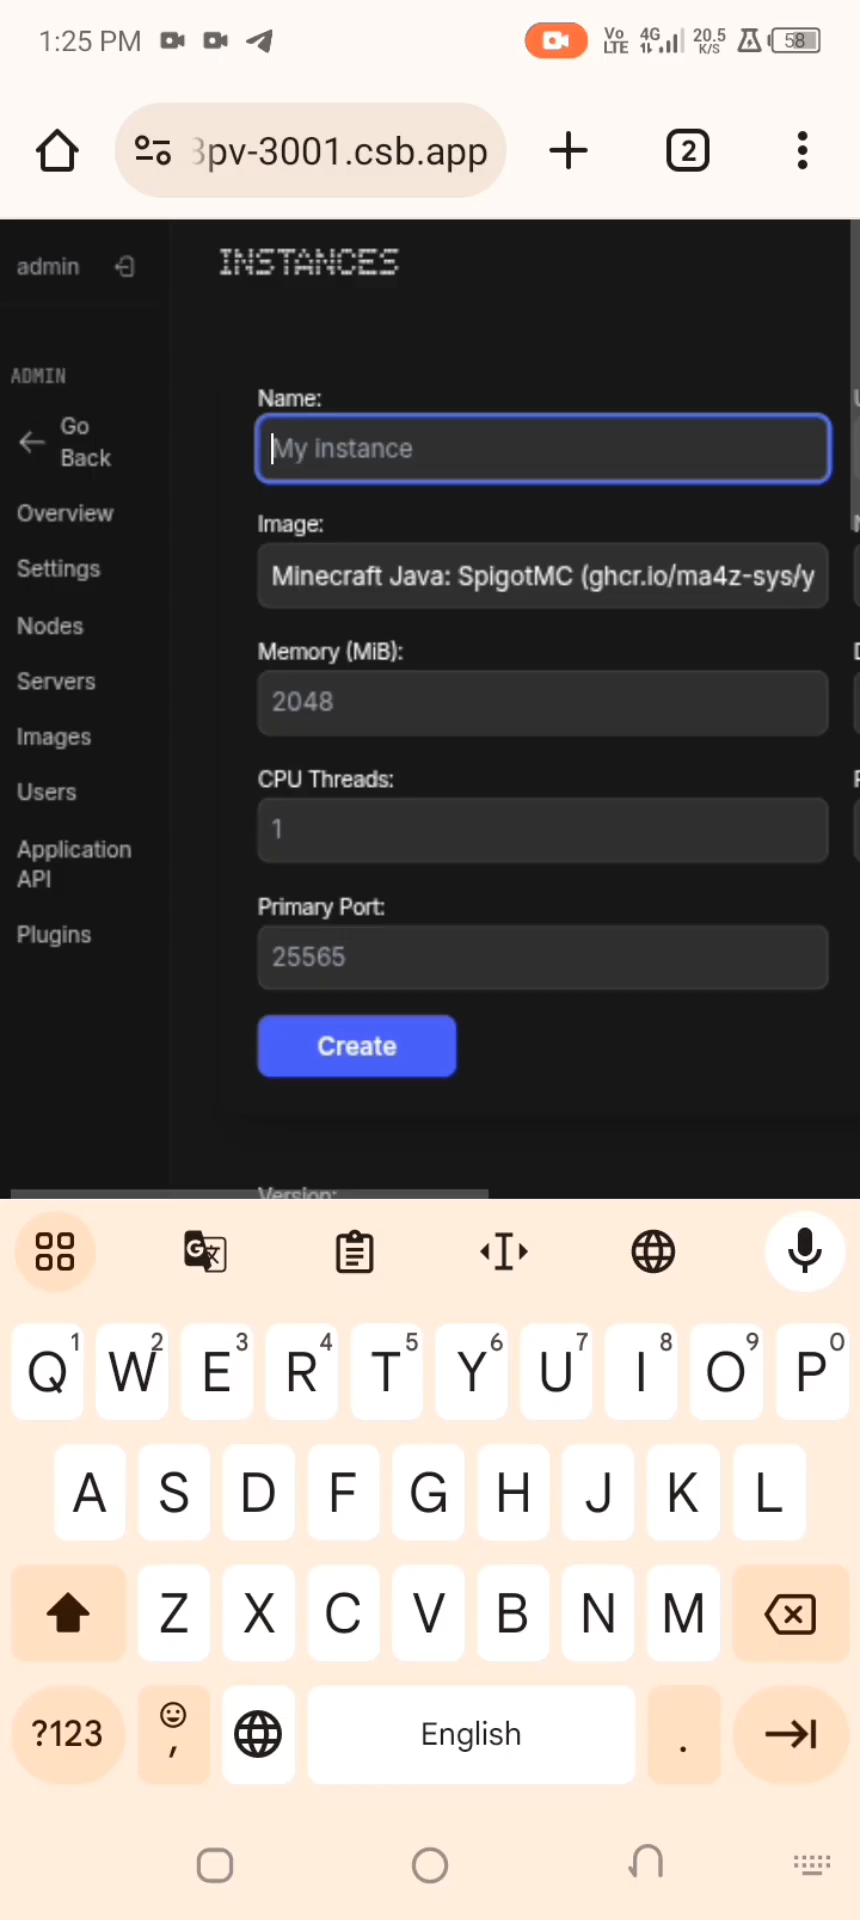 1:25 PM
Vo LTE 4G 20.5 K/S 58
3pv-3001.csb.app
2
admin
INSTANCES
ADMIN
Go Back
Overview
Settings
Nodes
Servers
Images
Users
Application API
Plugins
Name:
My instance
Image:
Minecraft Java: SpigotMC (ghcr.io/ma4z-sys/y
Memory (MiB):
2048
CPU Threads:
1
Primary Port:
25565
Create
Version:
Q1 W2 E3 R4 T5 Y6 U7 I8 O9 P0
A S D F G H J K L
Z X C V B N M
?123 , English .